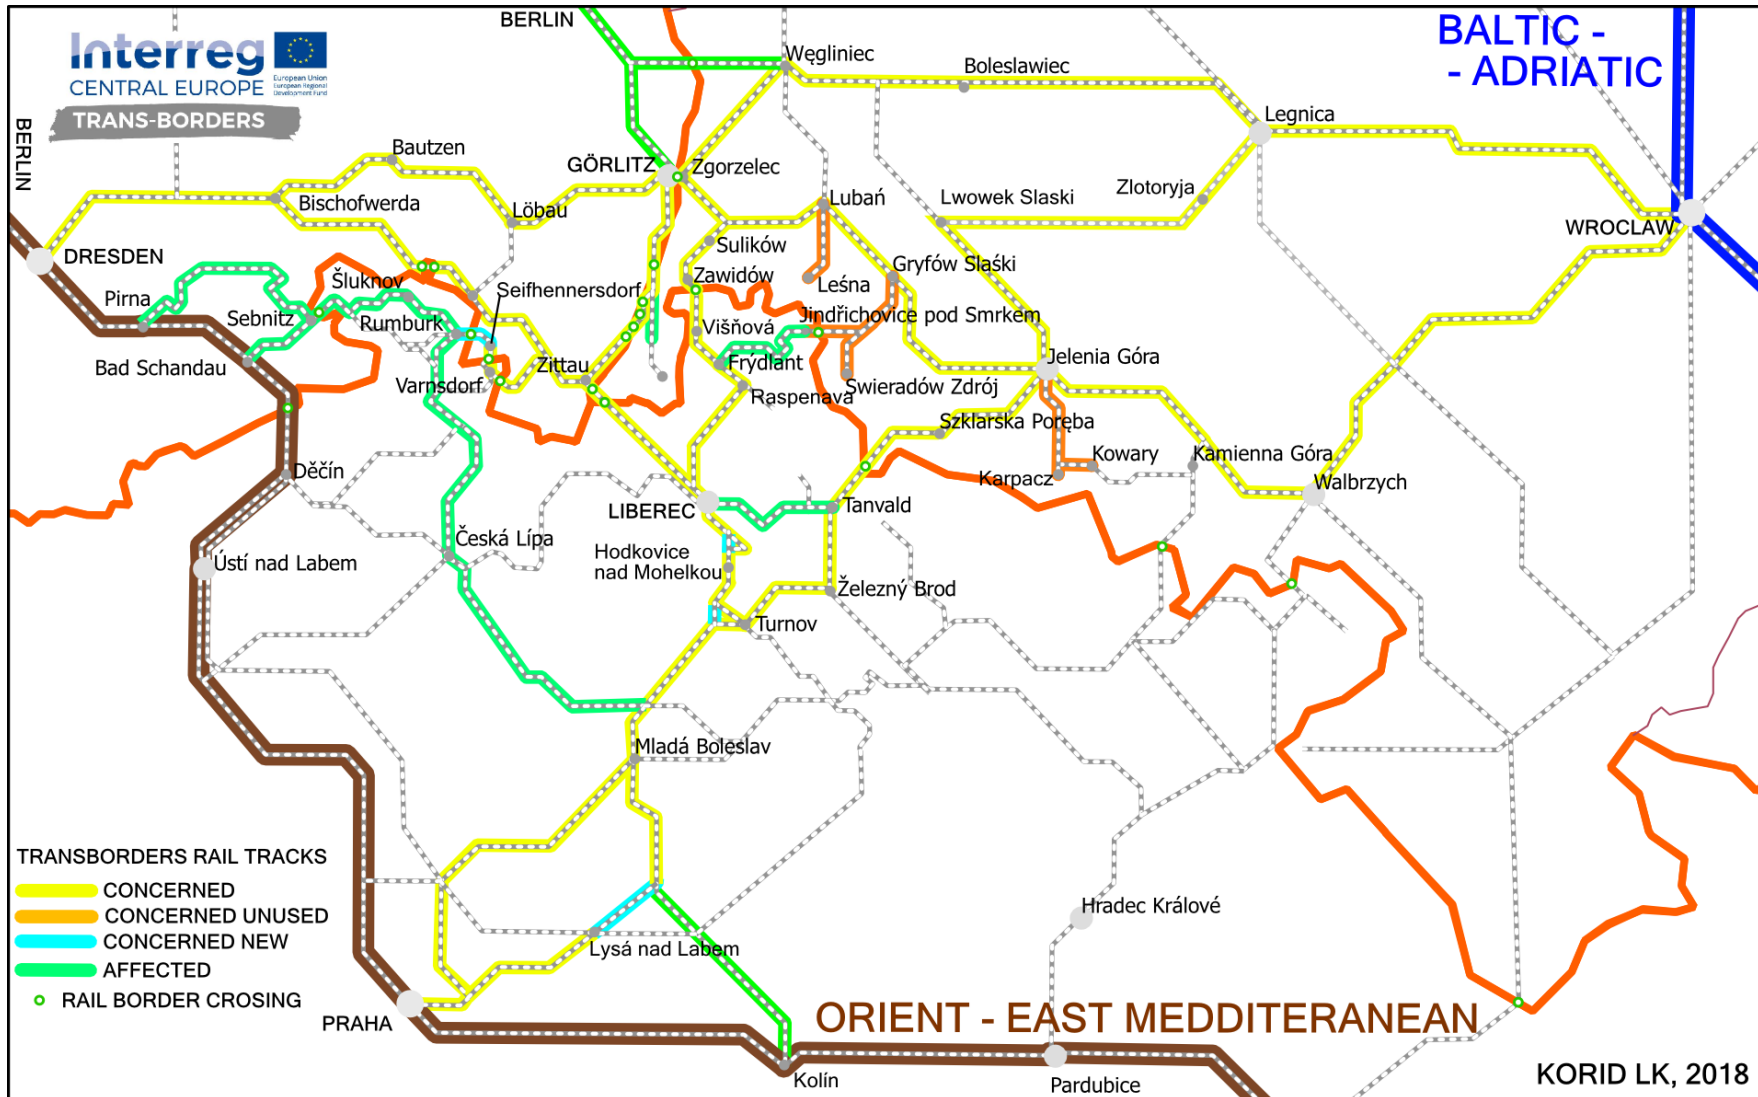 BERLIN
BALTIC -
- ADRIATIC
Interreg
CENTRAL EUROPE
European Union
European Regional
Development Fund
TRANS-BORDERS
BERLIN
Węgliniec
Boleslawiec
Legnica
Bautzen
GÖRLITZ
Zgorzelec
Bischofwerda
Löbau
Lubań
Lwowek Slaski
Zlotoryja
WROCLAW
DRESDEN
Sulików
Šluknov
Seifhennersdorf
Zawidów
Leśna
Gryfów Slaśki
Pirna
Sebnitz
Rumburk
Višňová
Jindřichovice pod Smrkem
Bad Schandau
Varnsdorf
Zittau
Frýdlant
Jelenia Góra
Raspenava
Swieradów Zdrój
Szklarska Poręba
Děčín
Karpacz
Kowary
Kamienna Góra
Walbrzych
LIBEREC
Tanvald
Ústí nad Labem
Česká Lípa
Hodkovice
nad Mohelkou
Železný Brod
Turnov
Mladá Boleslav
TRANSBORDERS RAIL TRACKS
CONCERNED
CONCERNED UNUSED
CONCERNED NEW
AFFECTED
RAIL BORDER CROSING
Hradec Králové
Lysá nad Labem
PRAHA
ORIENT - EAST MEDDITERANEAN
Kolín
Pardubice
KORID LK, 2018